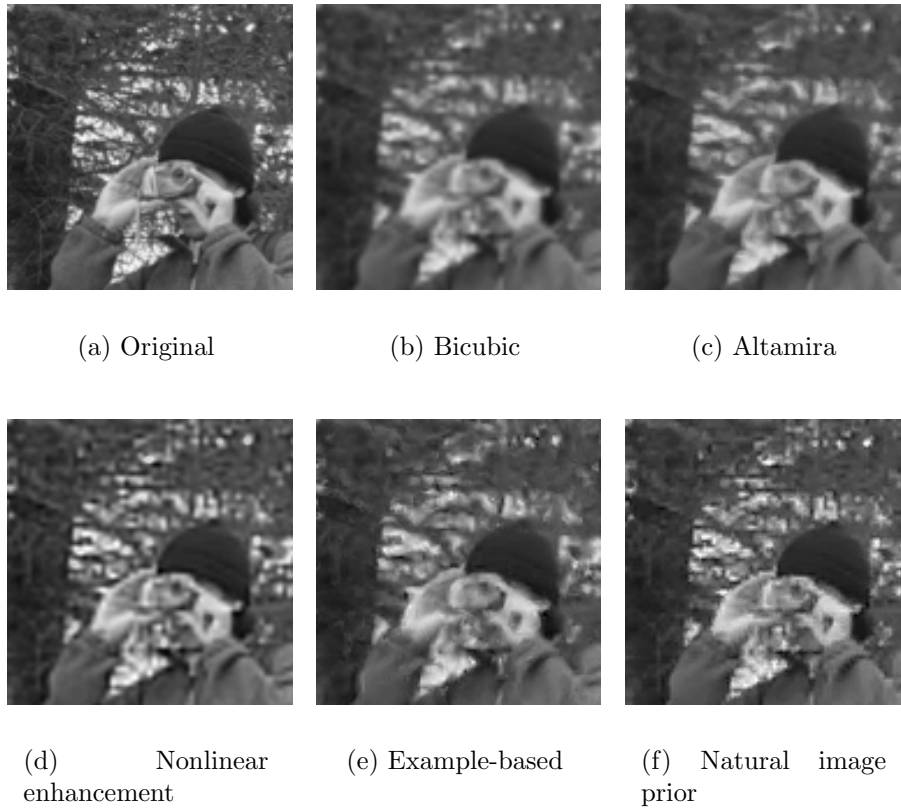 (a) Original
(b) Bicubic
(c) Altamira
(d) Nonlinear
enhancement
(e) Example-based
(f) Natural image
prior